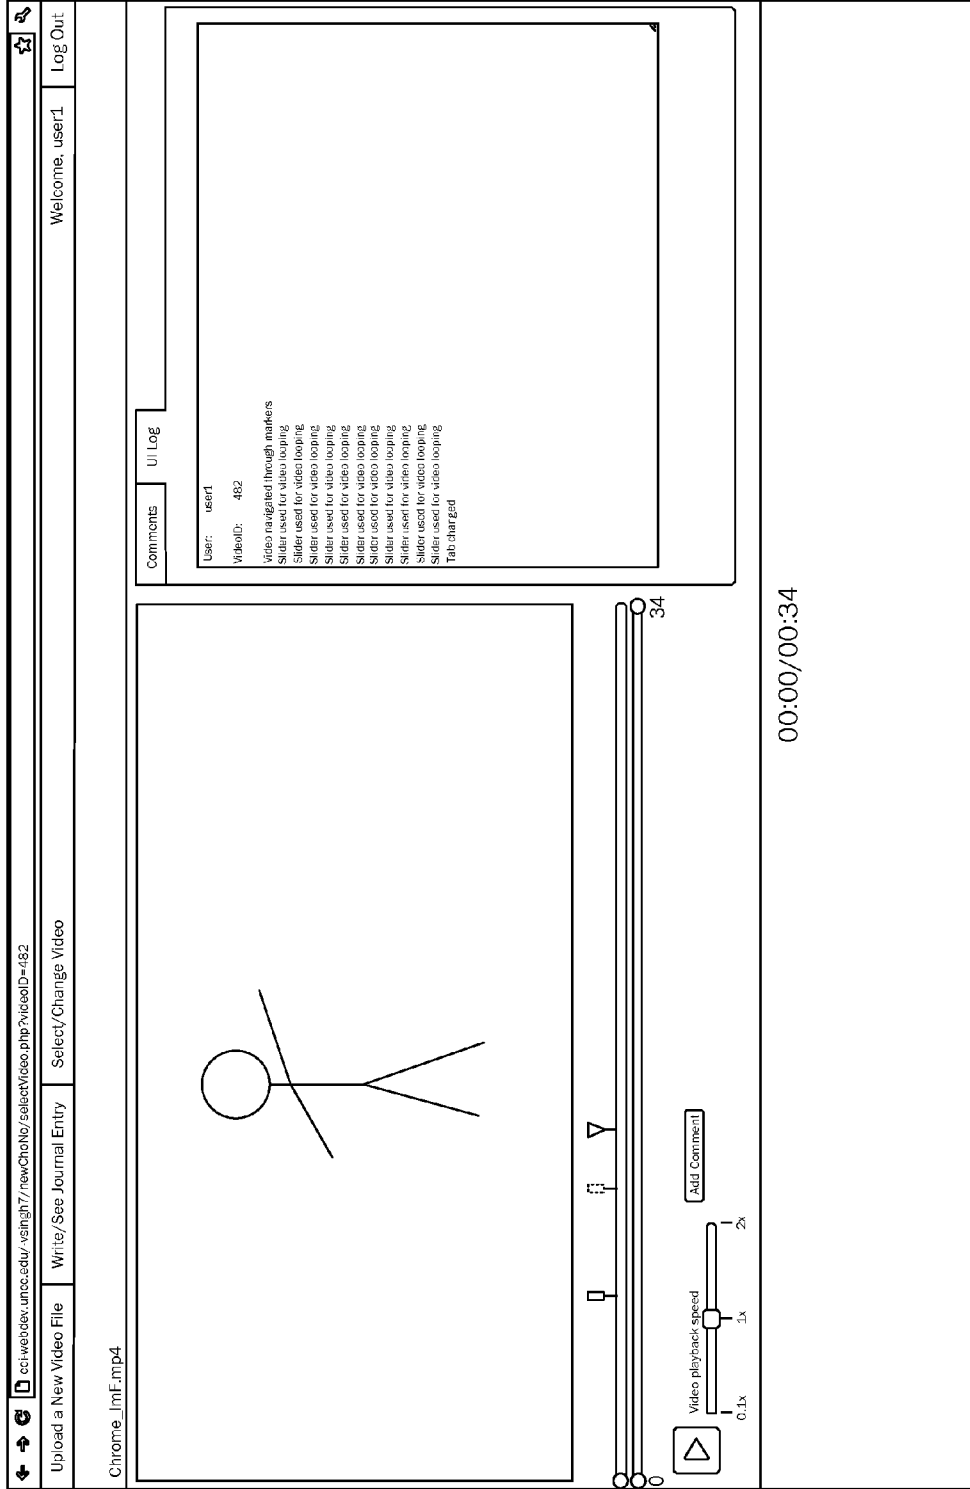 cci-webdev.uncc.edu/~vsingh7/newChoNo/selectVideo.php?videoID=482
Upload a New Video File
Write/See Journal Entry
Select/Change Video
Welcome, user1
Log Out
Chrome_ImF.mp4
Comments
UI Log
User: user1
VideoID: 482
Video navigated through markers
Slider used for video looping
Slider used for video looping
Slider used for video looping
Slider used for video looping
Slider used for video looping
Slider used for video looping
Slider used for video looping
Slider used for video looping
Slider used for video looping
Slider used for video looping
Slider used for video looping
Tab changed
0
34
Video playback speed
0.1x
1x
2x
Add Comment
00:00/00:34